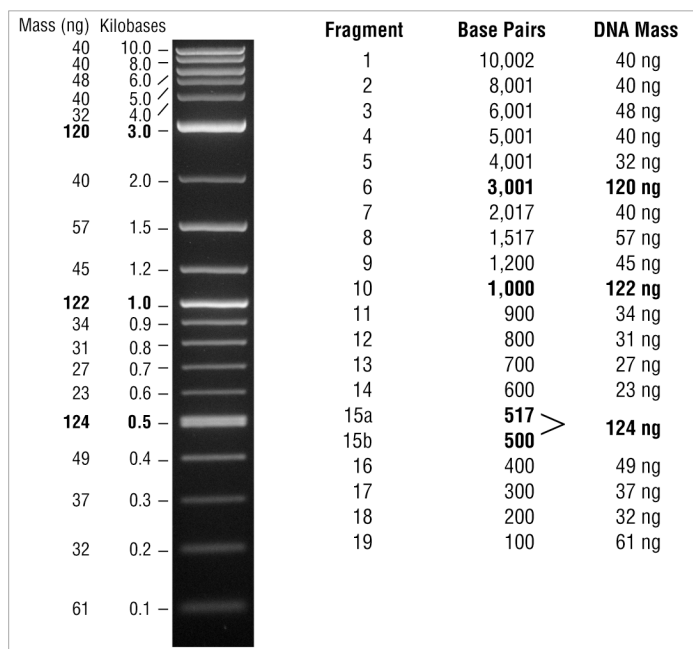 Mass (ng) Kilobases
40 10.0
40 8.0
48 6.0
40 5.0
32 4.0
120 3.0
40 2.0
57 1.5
45 1.2
122 1.0
34 0.9
31 0.8
27 0.7
23 0.6
124 0.5
49 0.4
37 0.3
32 0.2
61 0.1
Fragment Base Pairs DNA Mass
1 10,002 40 ng
2 8,001 40 ng
3 6,001 48 ng
4 5,001 40 ng
5 4,001 32 ng
6 3,001 120 ng
7 2,017 40 ng
8 1,517 57 ng
9 1,200 45 ng
10 1,000 122 ng
11 900 34 ng
12 800 31 ng
13 700 27 ng
14 600 23 ng
15a 517
124 ng
15b 500
16 400 49 ng
17 300 37 ng
18 200 32 ng
19 100 61 ng